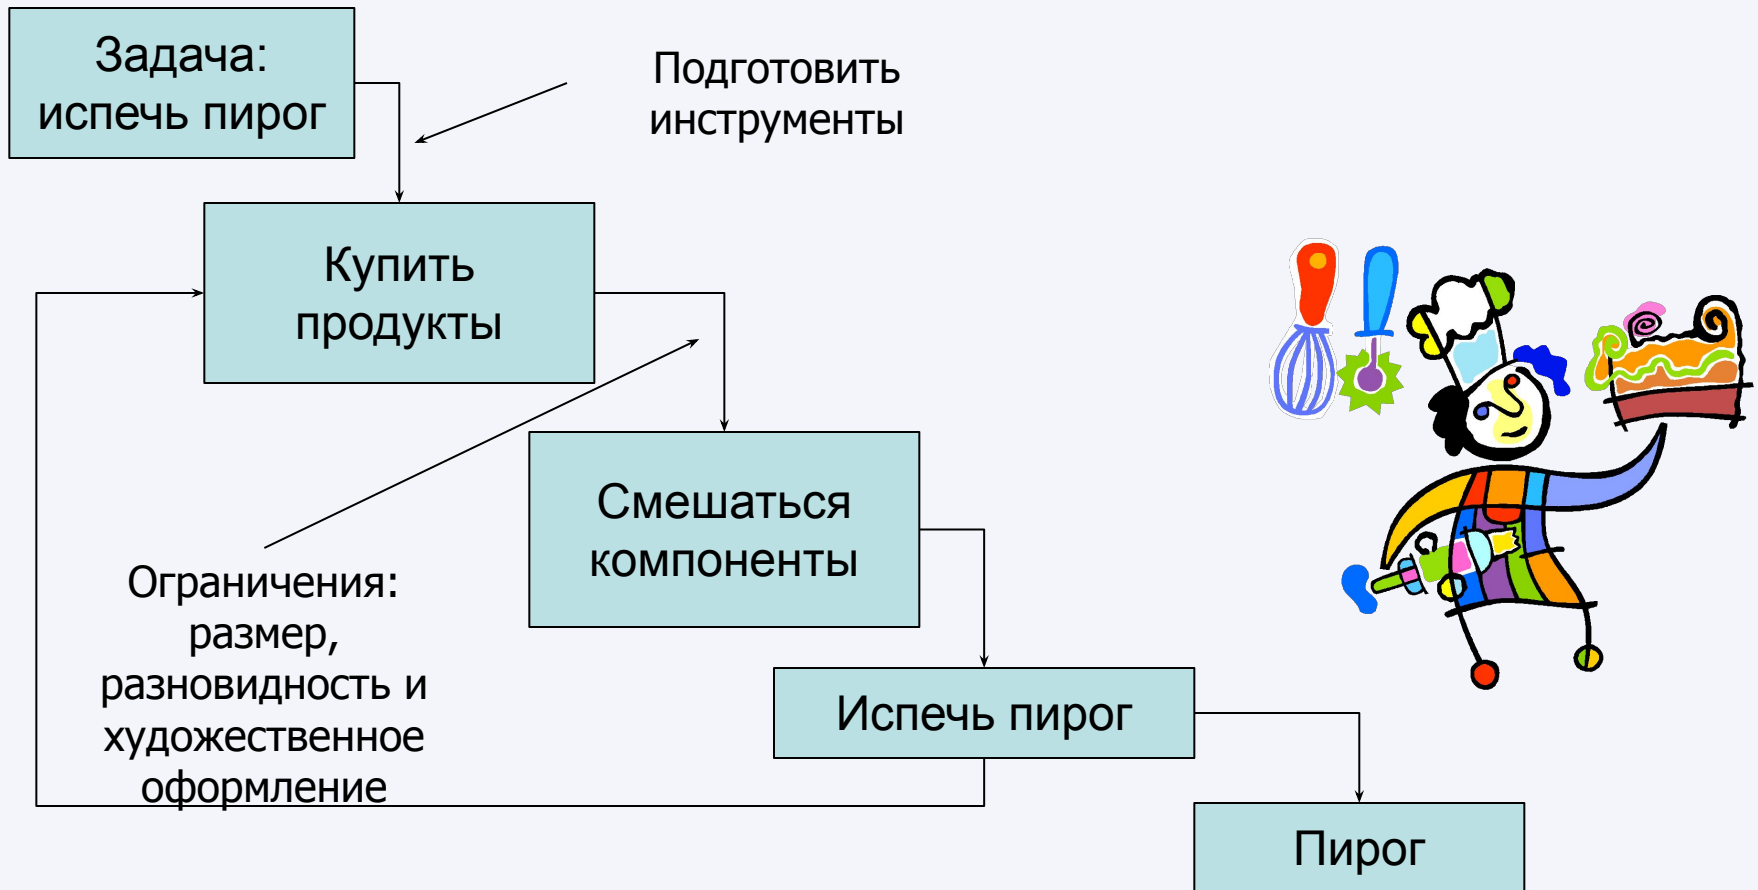 Задача:
испечь пирог
Подготовить
инструменты
Купить
продукты
Смешаться
компоненты
Ограничения:
размер,
разновидность и
художественное
оформление
Испечь пирог
Пирог